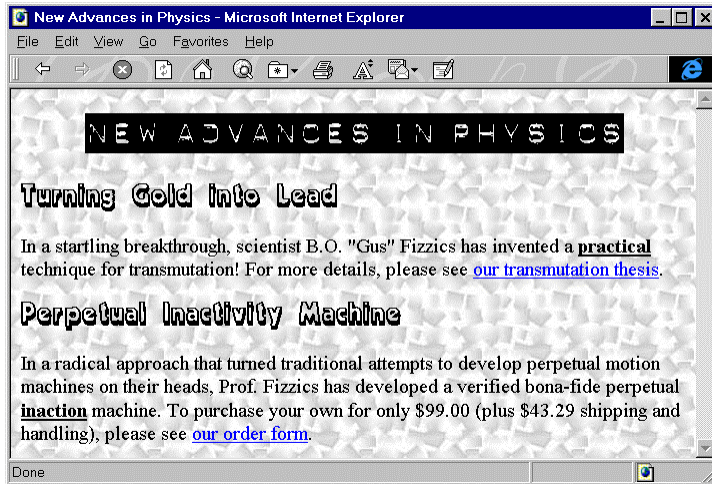 New Advances in Physics - Microsoft Internet Explorer
File Edit View Go Favorites Help
NEW ADVANCES IN PHYSICS
Turning Gold into Lead
In a startling breakthrough, scientist B.O. "Gus" Fizzics has invented a practical
technique for transmutation! For more details, please see our transmutation thesis.
Perpetual Inactivity Machine
In a radical approach that turned traditional attempts to develop perpetual motion
machines on their heads, Prof. Fizzics has developed a verified bona-fide perpetual
inaction machine. To purchase your own for only $99.00 (plus $43.29 shipping and
handling), please see our order form.
Done